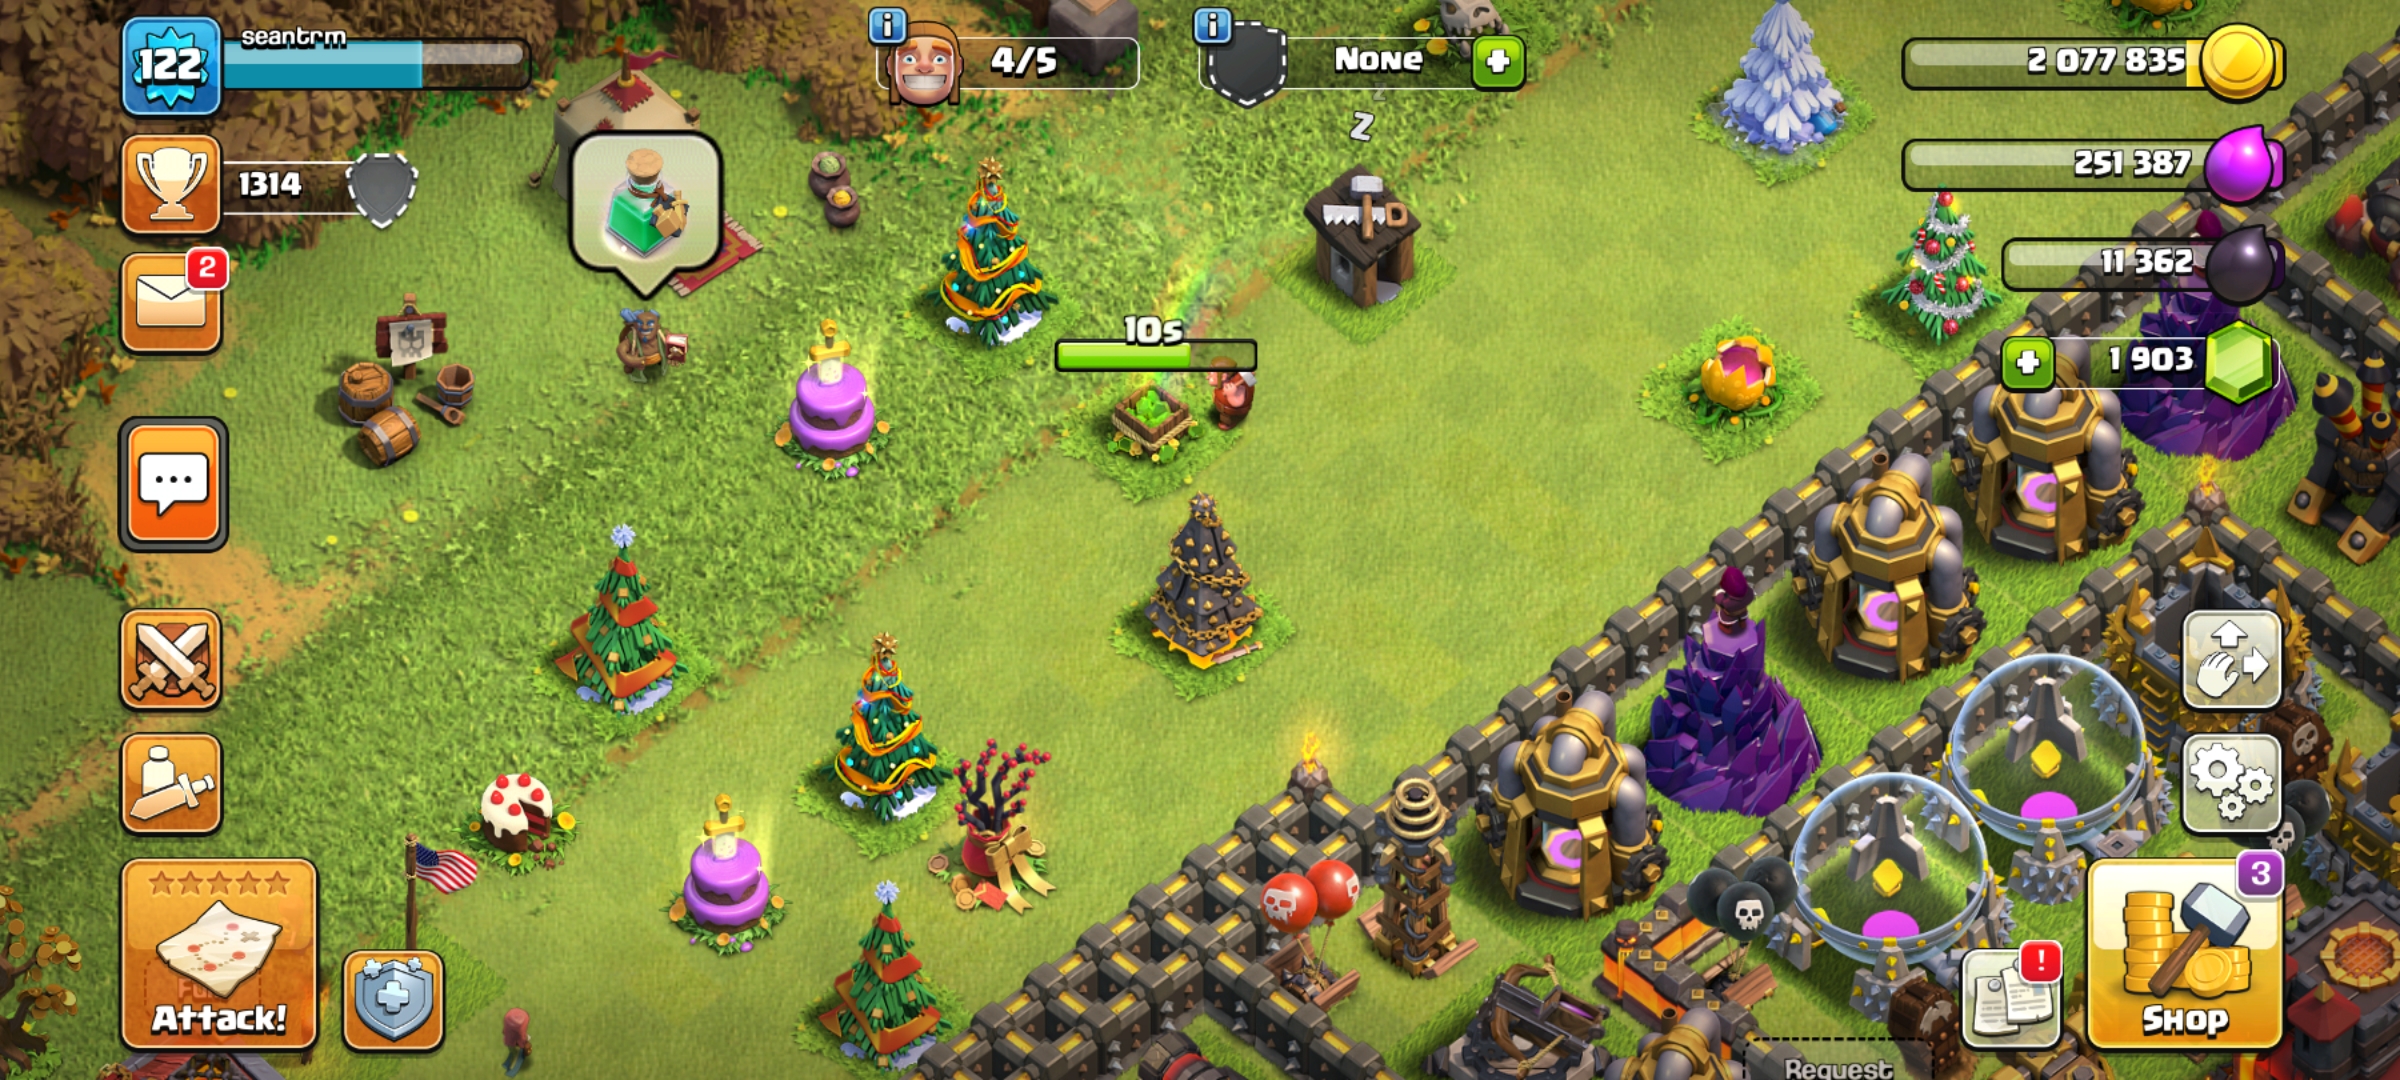 122
seantrm
4/5
None
2 077 835
Z
Z
251 387
1314
2
11 362
10s
1 903
3
!
Attack!
Shop
Request